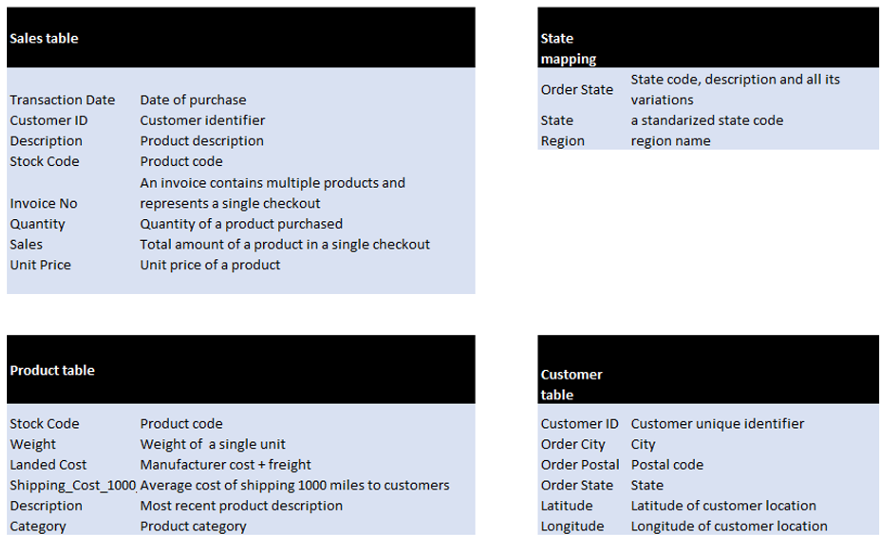 Sales table
Transaction Date Date of purchase
Customer ID Customer identifier
Description Product description
Stock Code Product code
An invoice contains multiple products and
Invoice No represents a single checkout
Quantity Quantity of a product purchased
Sales Total amount of a product in a single checkout
Unit Price Unit price of a product
State
mapping
State code, description and all its
Order State
variations
State a standarized state code
Region region name
Product table
Stock Code Product code
Weight Weight of a single unit
Landed Cost Manufacturer cost + freight
Shipping_Cost_1000_ Average cost of shipping 1000 miles to customers
Description Most recent product description
Category Product category
Customer
table
Customer ID Customer unique identifier
Order City City
Order Postal Postal code
Order State State
Latitude Latitude of customer location
Longitude Longitude of customer location